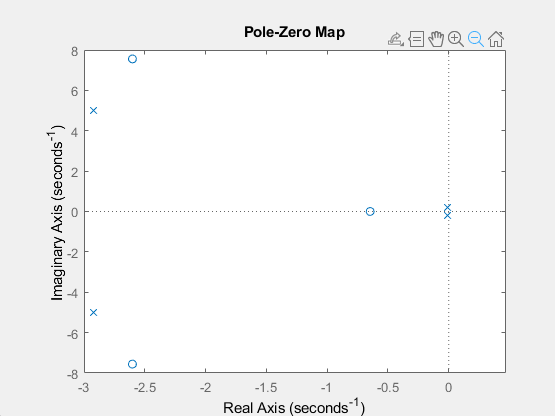 Pole-Zero Map
8
6
4
2
0
-2
-4
-6
-8
Imaginary Axis (seconds⁻¹)
-3 -2.5 -2 -1.5 -1 -0.5 0
Real Axis (seconds⁻¹)